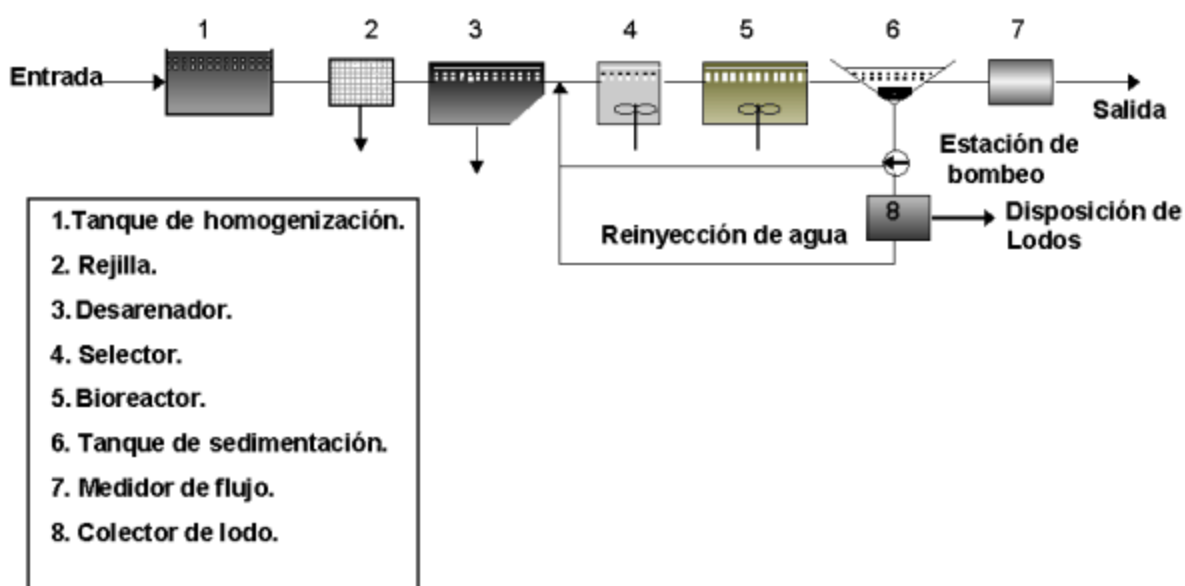 1 2 3 4 5 6 7
Entrada
Salida
Estación de
bombeo
8
Disposición de
Lodos
Reinyección de agua
1.Tanque de homogenización.
2. Rejilla.
3. Desarenador.
4. Selector.
5. Bioreactor.
6. Tanque de sedimentación.
7. Medidor de flujo.
8. Colector de lodo.